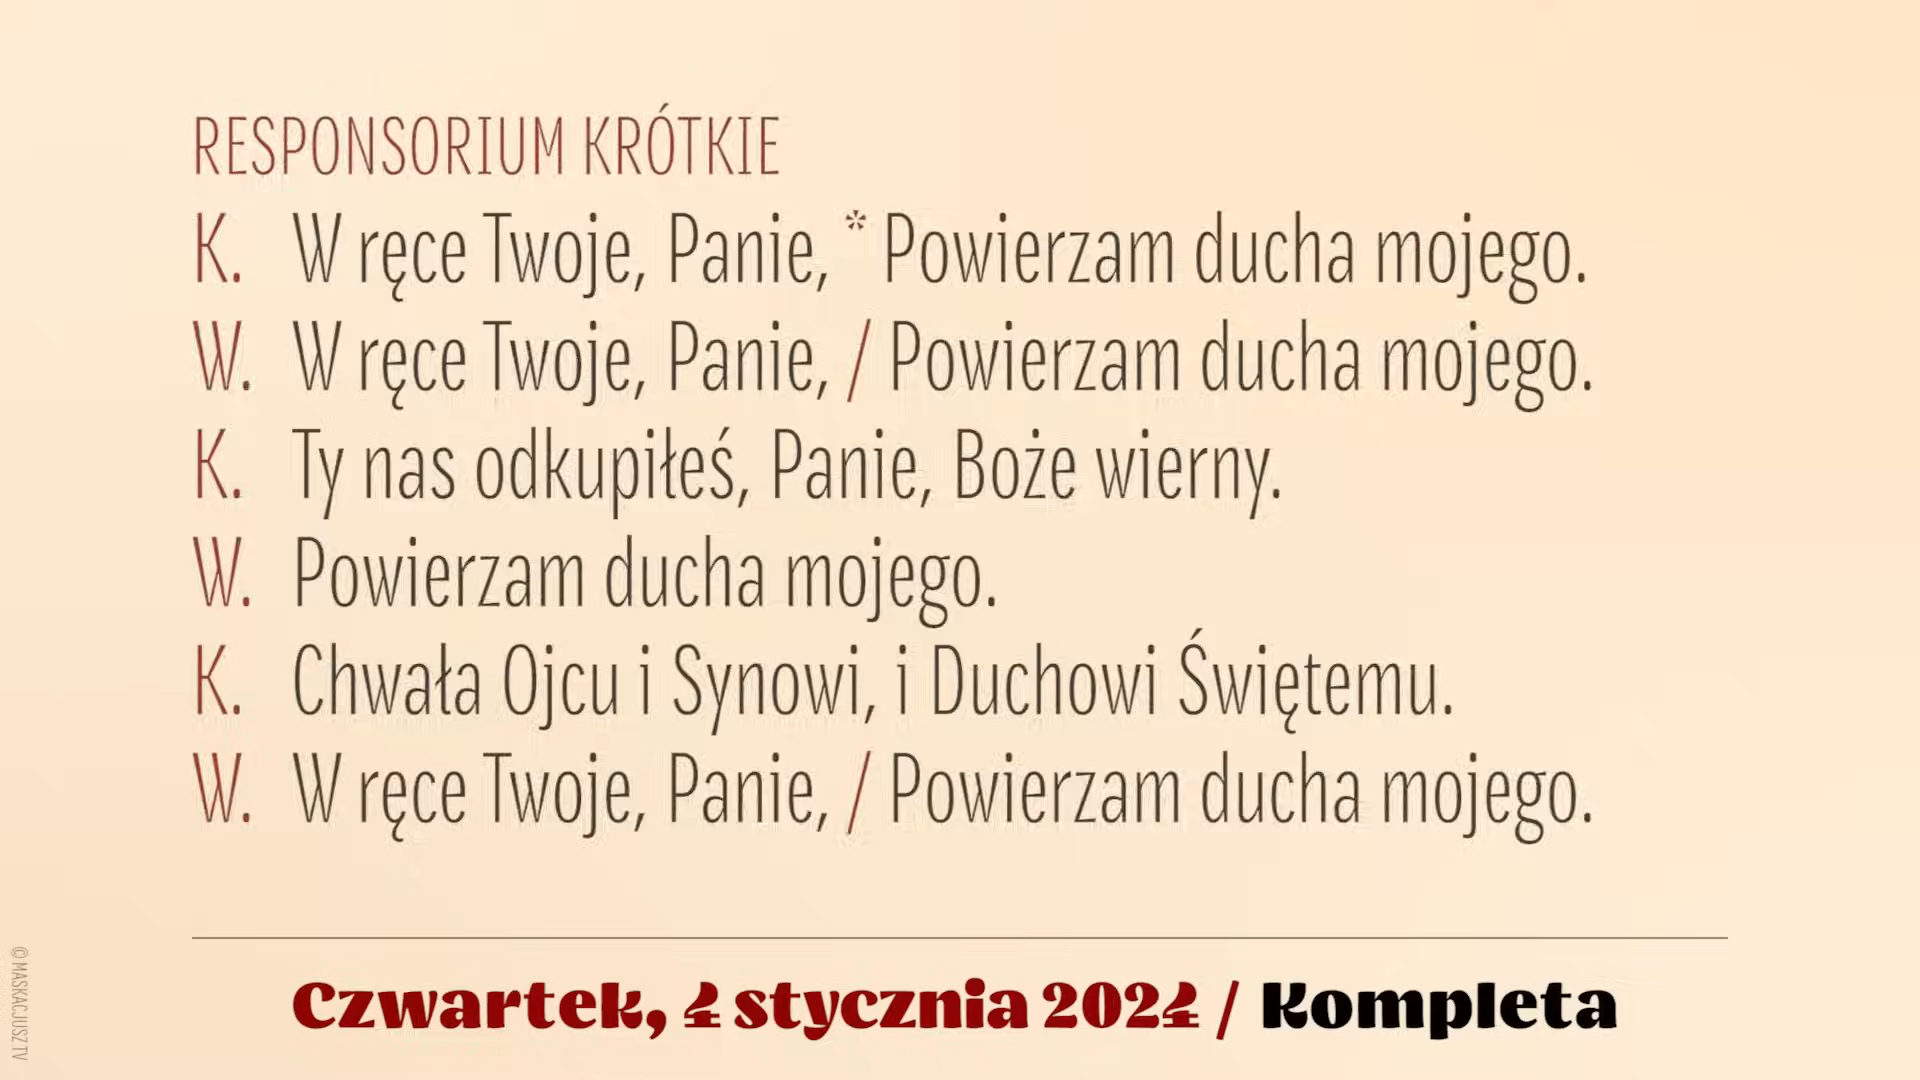 RESPONSORIUM KRÓTKIE
K. W ręce Twoje, Panie, * Powierzam ducha mojego.
W. W ręce Twoje, Panie, / Powierzam ducha mojego.
K. Ty nas odkupiłeś, Panie, Boże wierny.
W. Powierzam ducha mojego.
K. Chwała Ojcu i Synowi, i Duchowi Świętemu.
W. W ręce Twoje, Panie, / Powierzam ducha mojego.
Czwartek, 4 stycznia 2024 / Kompleta
© MASKACJUSZ TV